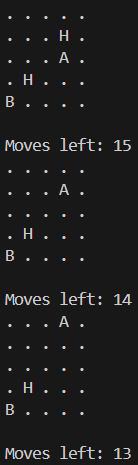 . . . . .
. . . H .
. . . A .
. H . . .
B . . . .
Moves left: 15
. . . . .
. . . A .
. . . . .
. H . . .
B . . . .
Moves left: 14
. . . A .
. . . . .
. . . . .
. H . . .
B . . . .
Moves left: 13